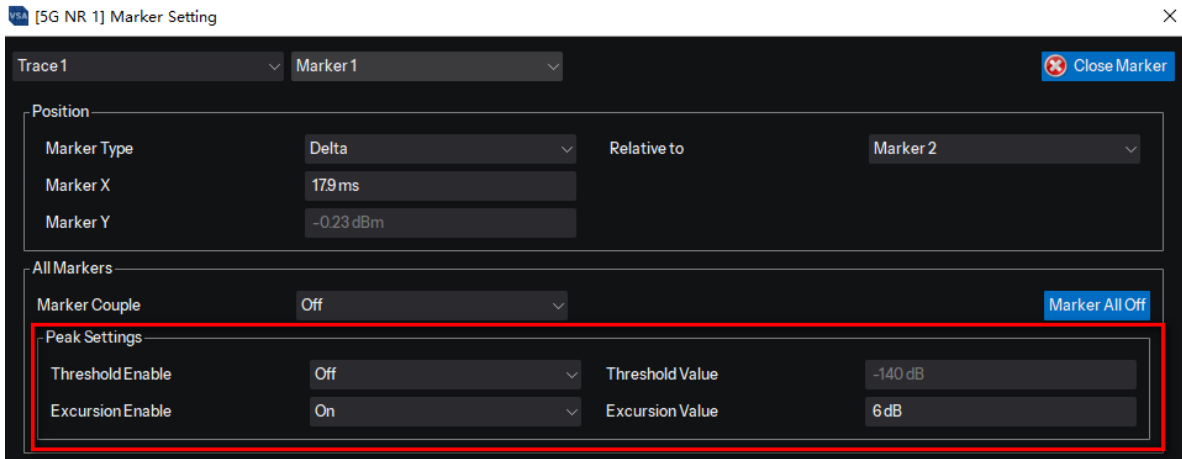 VSA [5G NR 1] Marker Setting
Trace 1 Marker 1 Close Marker
Position
Marker Type Delta Relative to Marker 2
Marker X 17.9 ms
Marker Y -0.23 dBm
All Markers
Marker Couple Off Marker All Off
Peak Settings
Threshold Enable Off Threshold Value -140 dB
Excursion Enable On Excursion Value 6 dB